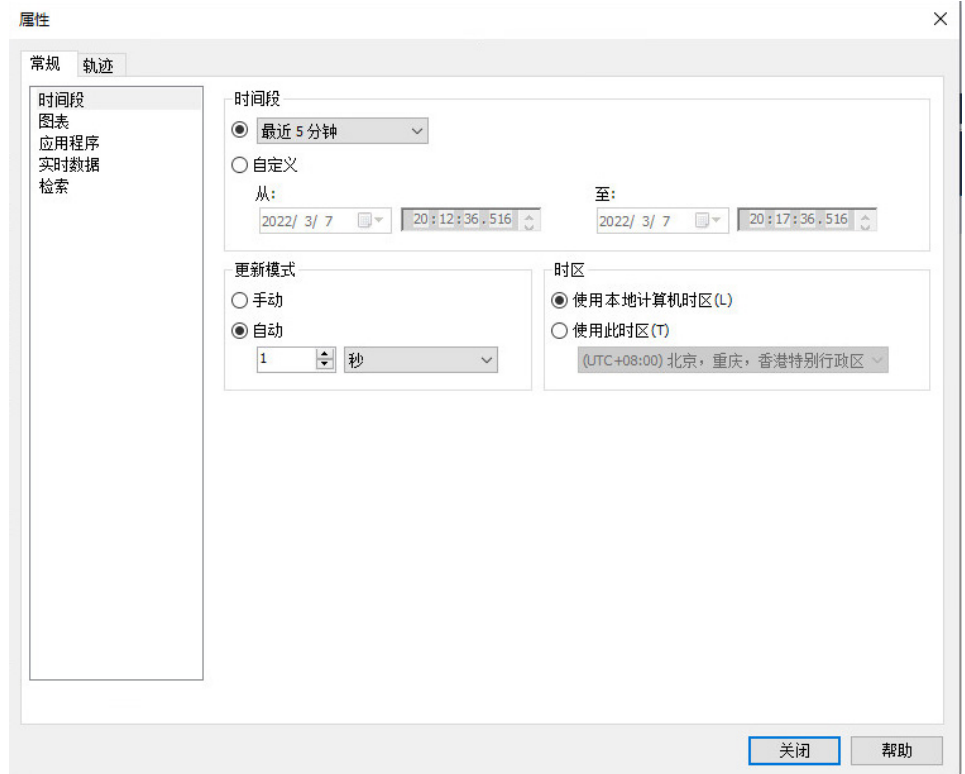 属性
常规 轨迹
时间段
图表
应用程序
实时数据
检索
时间段
最近 5 分钟
自定义
从: 至:
2022/ 3/ 7 20:12:36.516 2022/ 3/ 7 20:17:36.516
更新模式
手动
自动
1 秒
时区
使用本地计算机时区(L)
使用此时区(T)
(UTC+08:00) 北京，重庆，香港特别行政区
关闭 帮助